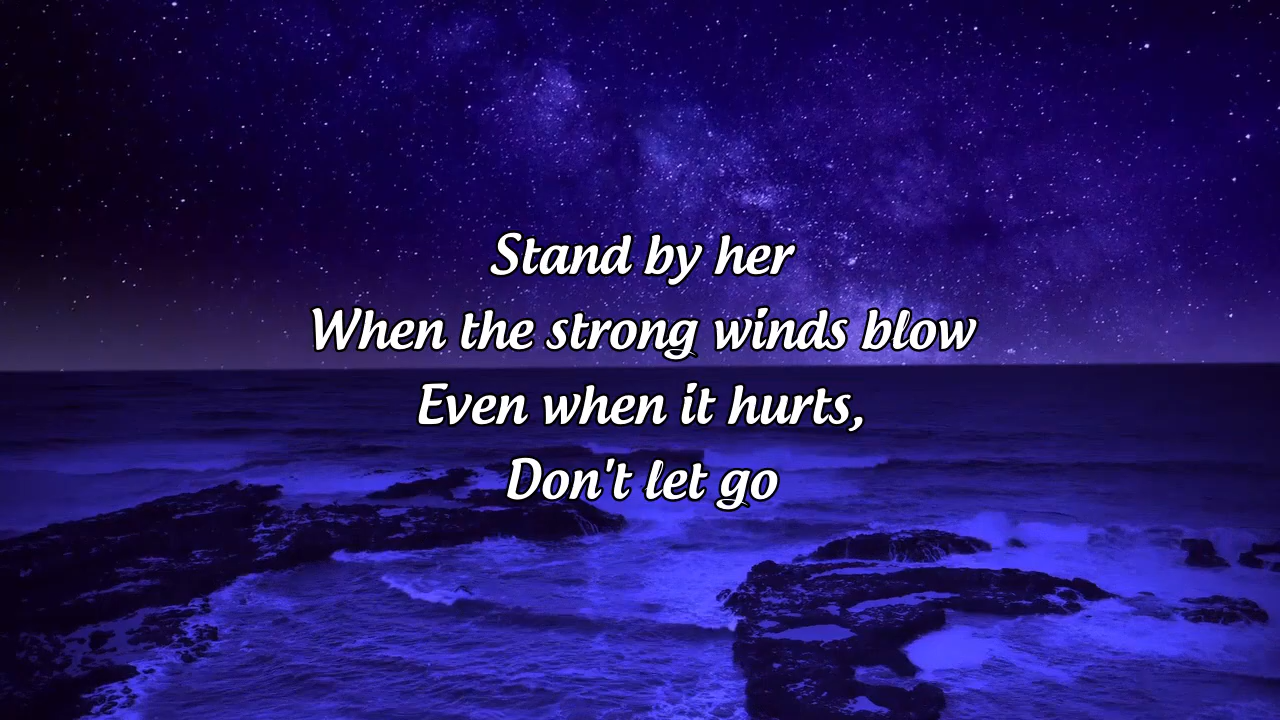 Stand by her
When the strong winds blow
Even when it hurts,
Don't let go